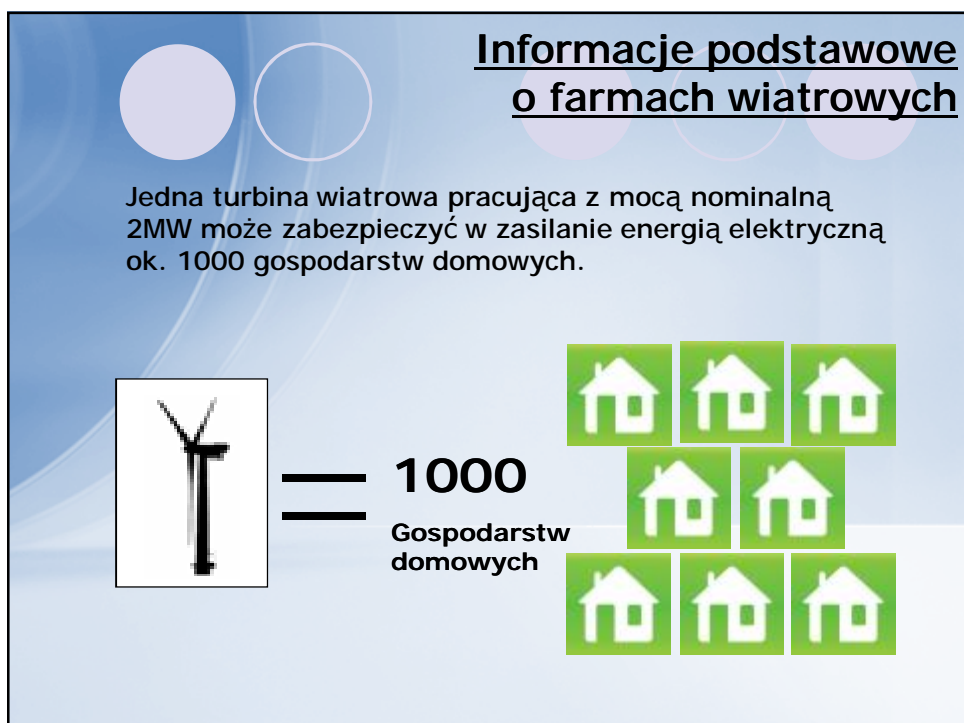 Informacje podstawowe
o farmach wiatrowych
Jedna turbina wiatrowa pracująca z mocą nominalną
2MW może zabezpieczyć w zasilanie energią elektryczną
ok. 1000 gospodarstw domowych.
1000
Gospodarstw
domowych